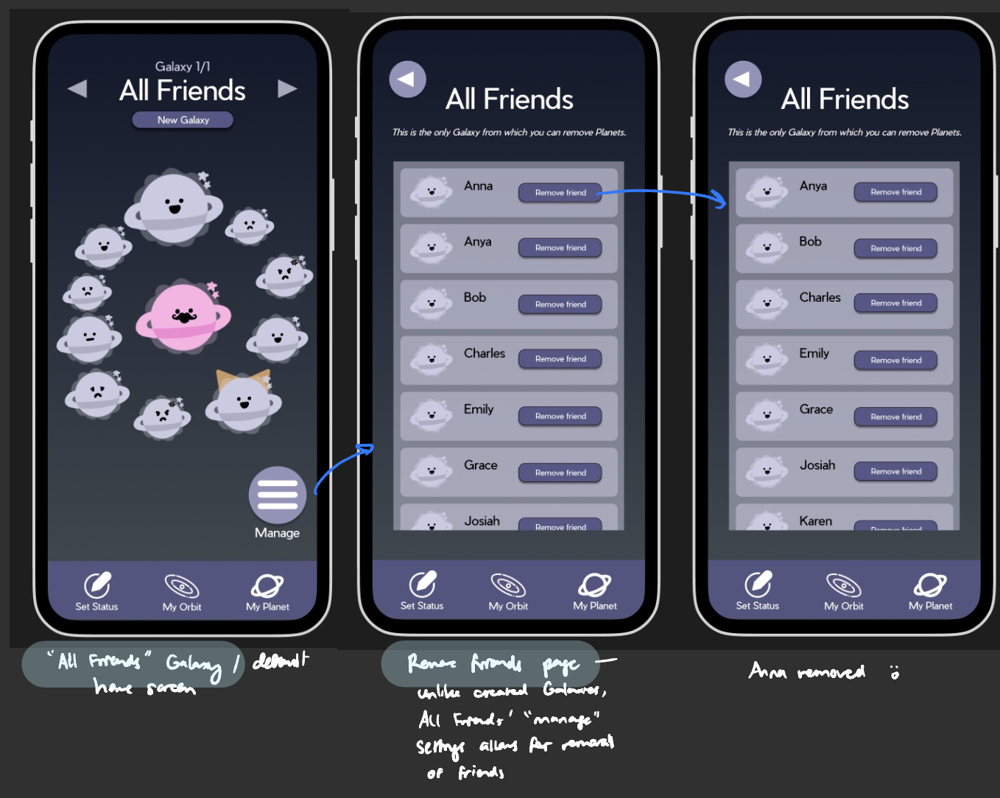 Galaxy 1/1
All Friends
New Galaxy
Manage
Set Status
My Orbit
My Planet
"All Friends" Galaxy / default
home screen
All Friends
This is the only Galaxy from which you can remove Planets.
Anna
Remove friend
Anya
Remove friend
Bob
Remove friend
Charles
Remove friend
Emily
Remove friend
Grace
Remove friend
Josiah
Remove friend
Set Status
My Orbit
My Planet
Remove friends page —
unlike created Galaxies,
All Friends' "manage"
settings allows for removal
of friends
All Friends
This is the only Galaxy from which you can remove Planets.
Anya
Remove friend
Bob
Remove friend
Charles
Remove friend
Emily
Remove friend
Grace
Remove friend
Josiah
Remove friend
Karen
Remove friend
Set Status
My Orbit
My Planet
Anna removed :(